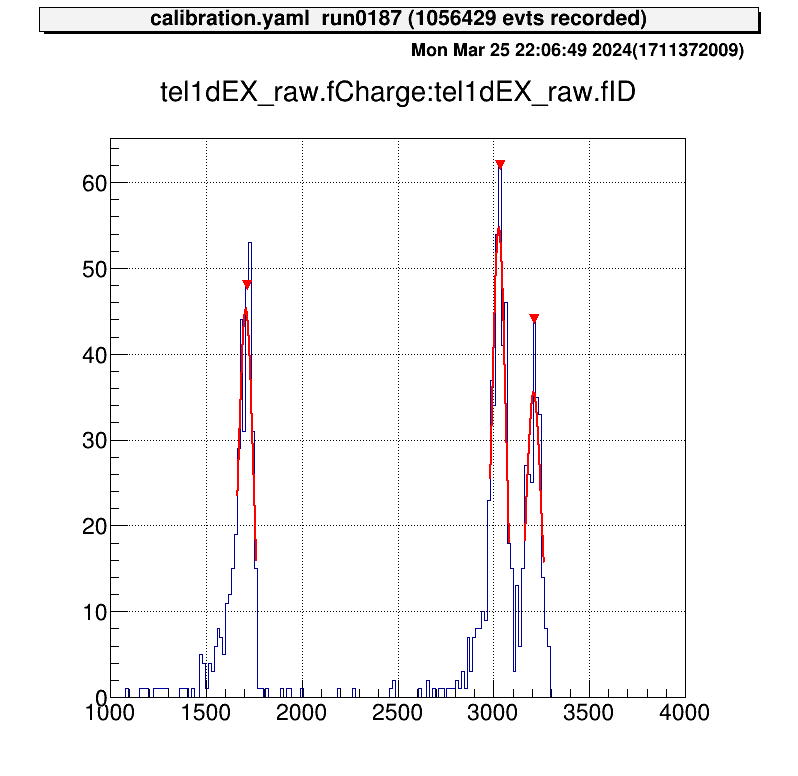 calibration.yaml run0187 (1056429 evts recorded)
Mon Mar 25 22:06:49 2024(1711372009)
tel1dEX_raw.fCharge:tel1dEX_raw.fID
60
50
40
30
20
10
0
1000 1500 2000 2500 3000 3500 4000